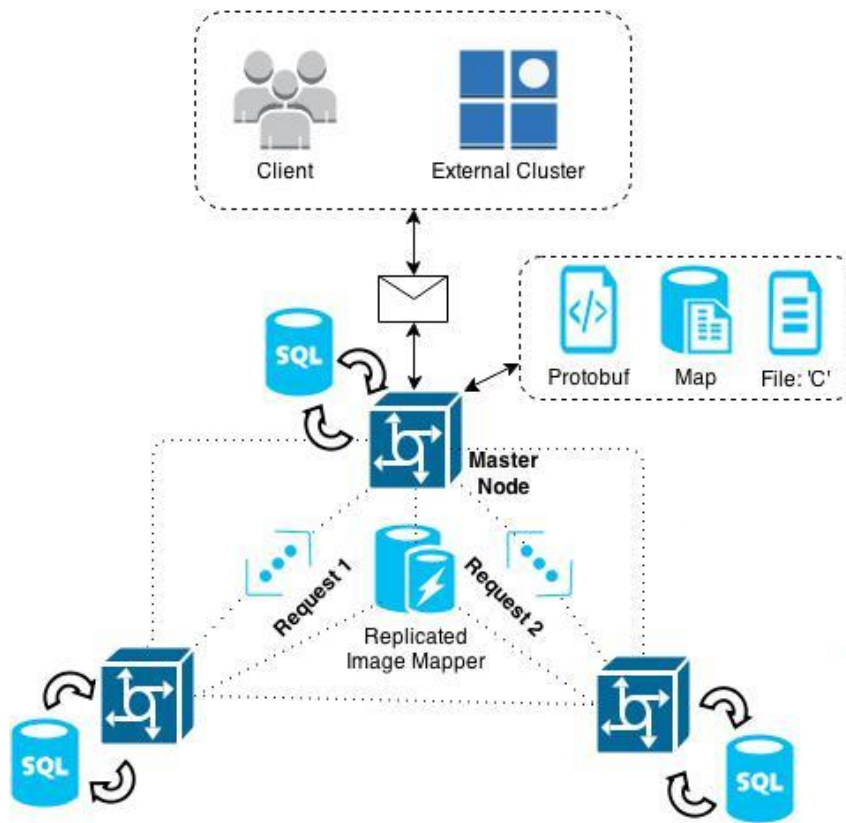 Client
External Cluster
SQL
</>
Protobuf
Map
File: 'C'
Master
Node
Request 1
Request 2
Replicated
Image Mapper
SQL
SQL